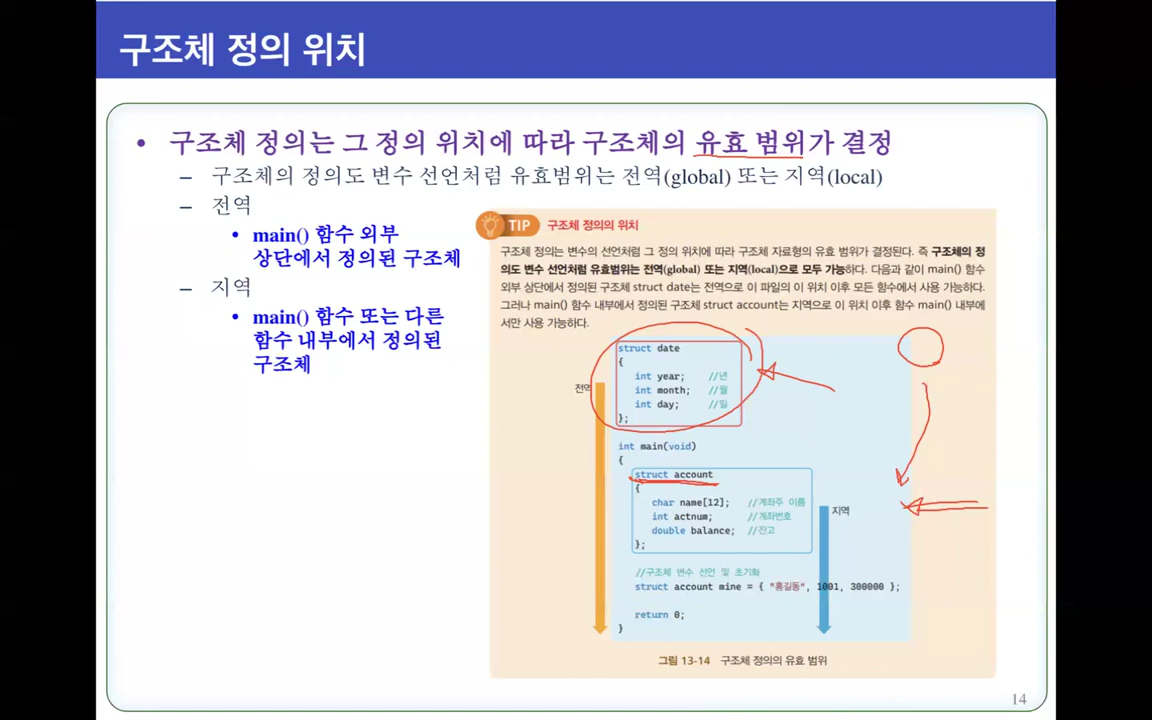 구조체 정의 위치
• 구조체 정의는 그 정의 위치에 따라 구조체의 유효 범위가 결정
– 구조체의 정의도 변수 선언처럼 유효범위는 전역(global) 또는 지역(local)
– 전역
• main() 함수 외부
상단에서 정의된 구조체
– 지역
• main() 함수 또는 다른
함수 내부에서 정의된
구조체
TIP 구조체 정의의 위치
구조체 정의는 변수의 선언처럼 그 정의 위치에 따라 구조체 자료형의 유효 범위가 결정된다. 즉 구조체의 정
의도 변수 선언처럼 유효범위는 전역(global) 또는 지역(local)으로 모두 가능하다. 다음과 같이 main() 함수
외부 상단에서 정의된 구조체 struct date는 전역으로 이 파일의 이 위치 이후 모든 함수에서 사용 가능하다.
그러나 main() 함수 내부에서 정의된 구조체 struct account는 지역으로 이 위치 이후 함수 main() 내부에
서만 사용 가능하다.
전역
struct date
{
int year; //년
int month; //월
int day; //일
};
int main(void)
{
struct account
{
char name[12]; //계좌주 이름
int actnum; //계좌번호
double balance; //잔고
};
지역
//구조체 변수 선언 및 초기화
struct account mine = { "홍길동", 1001, 300000 };
return 0;
}
그림 13-14 구조체 정의의 유효 범위
14